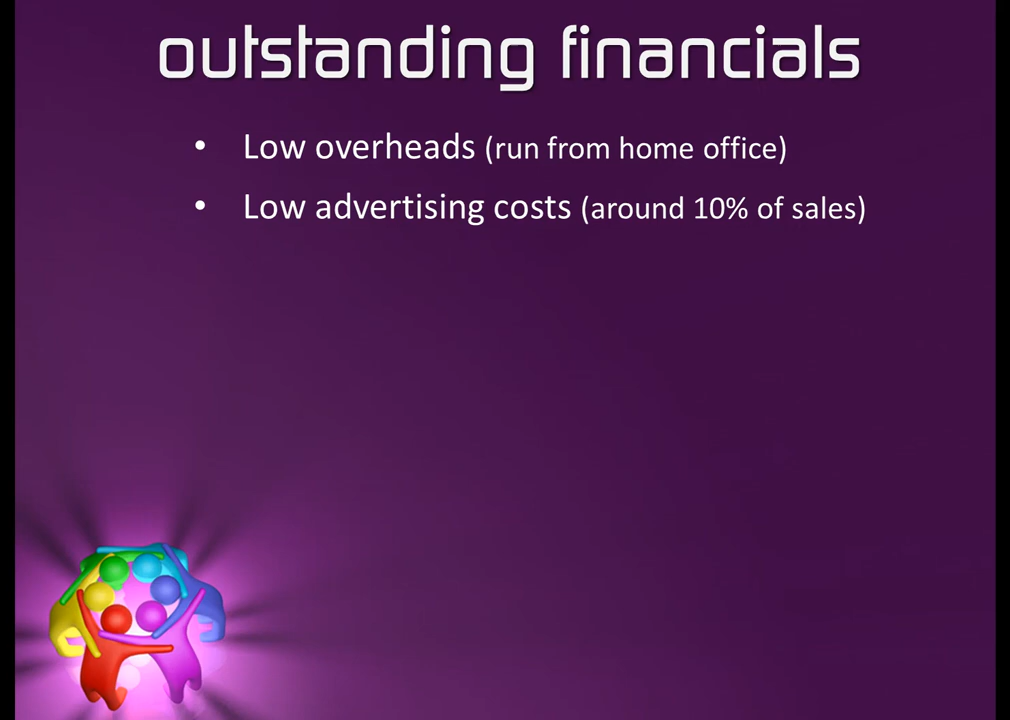 outstanding financials
• Low overheads (run from home office)
• Low advertising costs (around 10% of sales)